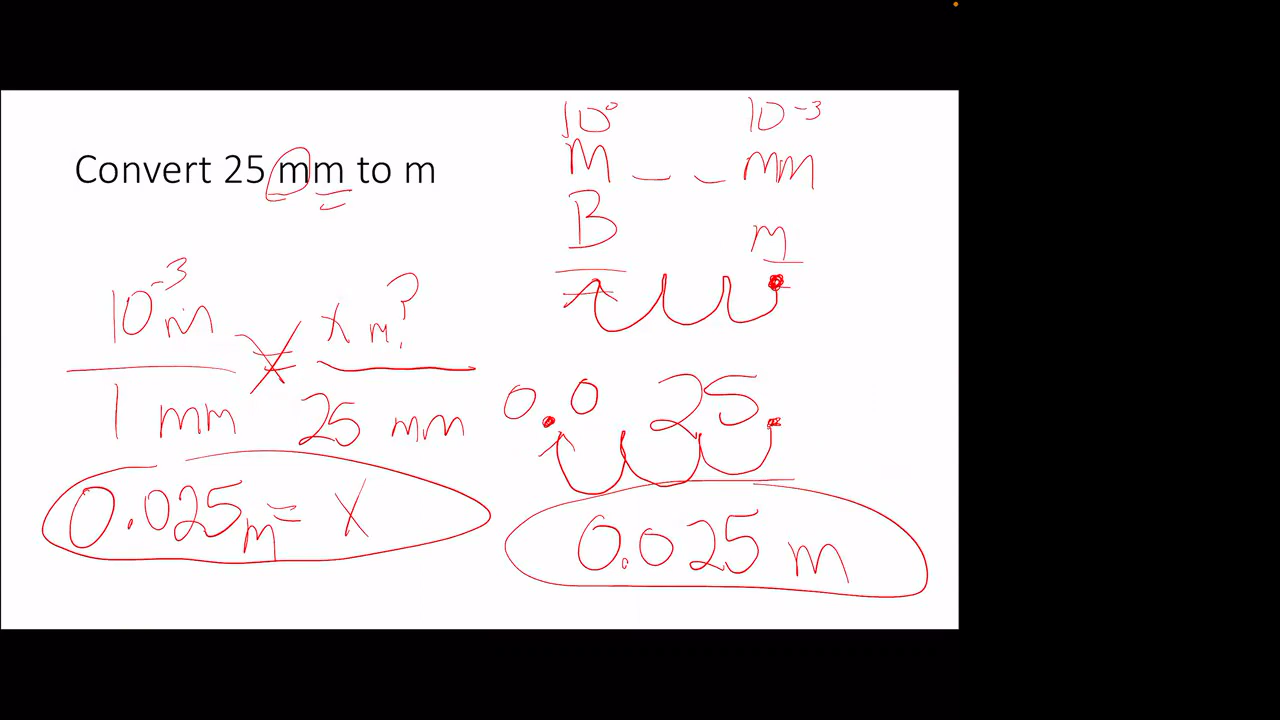 Convert 25 mm to m
10⁰ 10⁻³
m _ _ mm
B m
10⁻³ m = x m?
1 mm 25 mm
0.025 m = x
0.025.
0.025 m